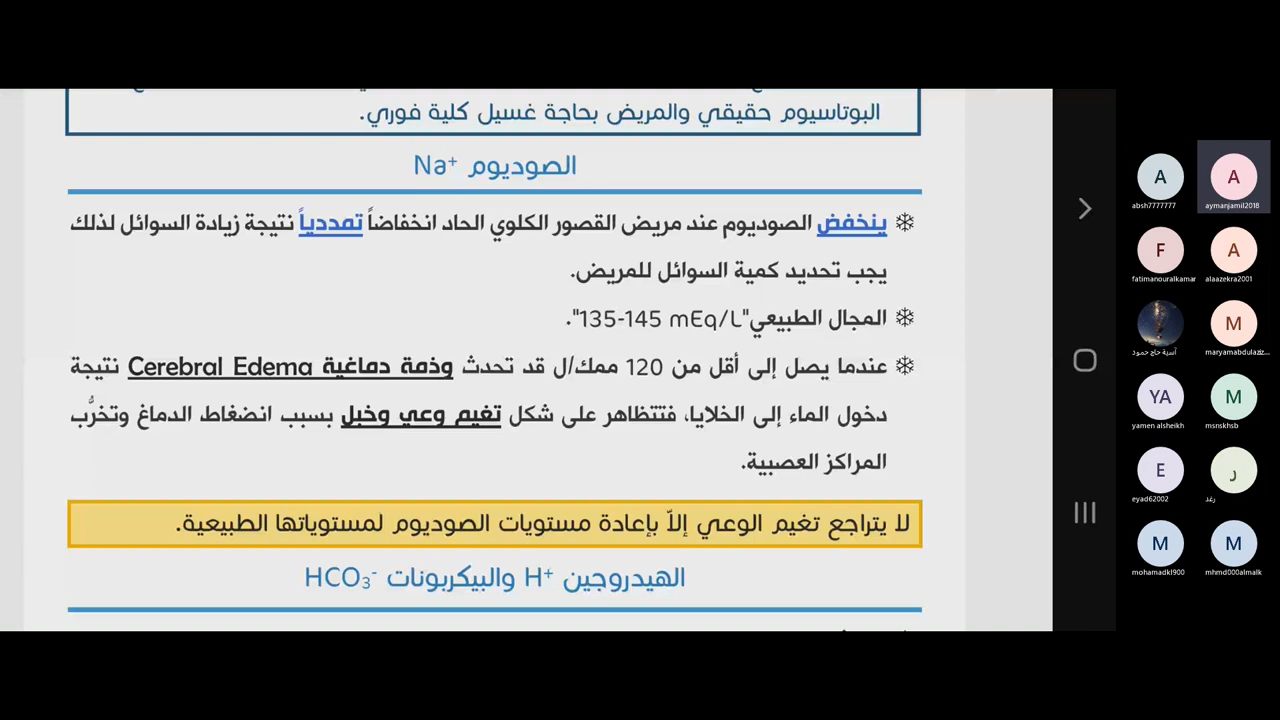 البوتاسيوم حقيقي والمريض بحاجة غسيل كلية فوري.
الصوديوم Na⁺
❄ ينخفض الصوديوم عند مريض القصور الكلوي الحاد انخفاضاً تمددياً نتيجة زيادة السوائل لذلك
يجب تحديد كمية السوائل للمريض.
❄ المجال الطبيعي"135-145 mEq/L".
❄ عندما يصل إلى أقل من 120 ممك/ل قد تحدث وذمة دماغية Cerebral Edema نتيجة
دخول الماء إلى الخلايا، فتتظاهر على شكل تغيم وعي وخبل بسبب انضغاط الدماغ وتخرُّب
المراكز العصبية.
لا يتراجع تغيم الوعي إلاّ بإعادة مستويات الصوديوم لمستوياتها الطبيعية.
الهيدروجين H⁺ والبيكربونات HCO₃⁻
A
absh7777777
A
aymanjamil2018
F
fatimanouralkamar
A
alaazekra2001
آسية حاج حمود
M
maryamabdulaziz...
YA
yamen alsheikh
M
msnskhsb
E
eyad62002
ر
رغد
M
mohamadkl900
M
mhmd000almalk